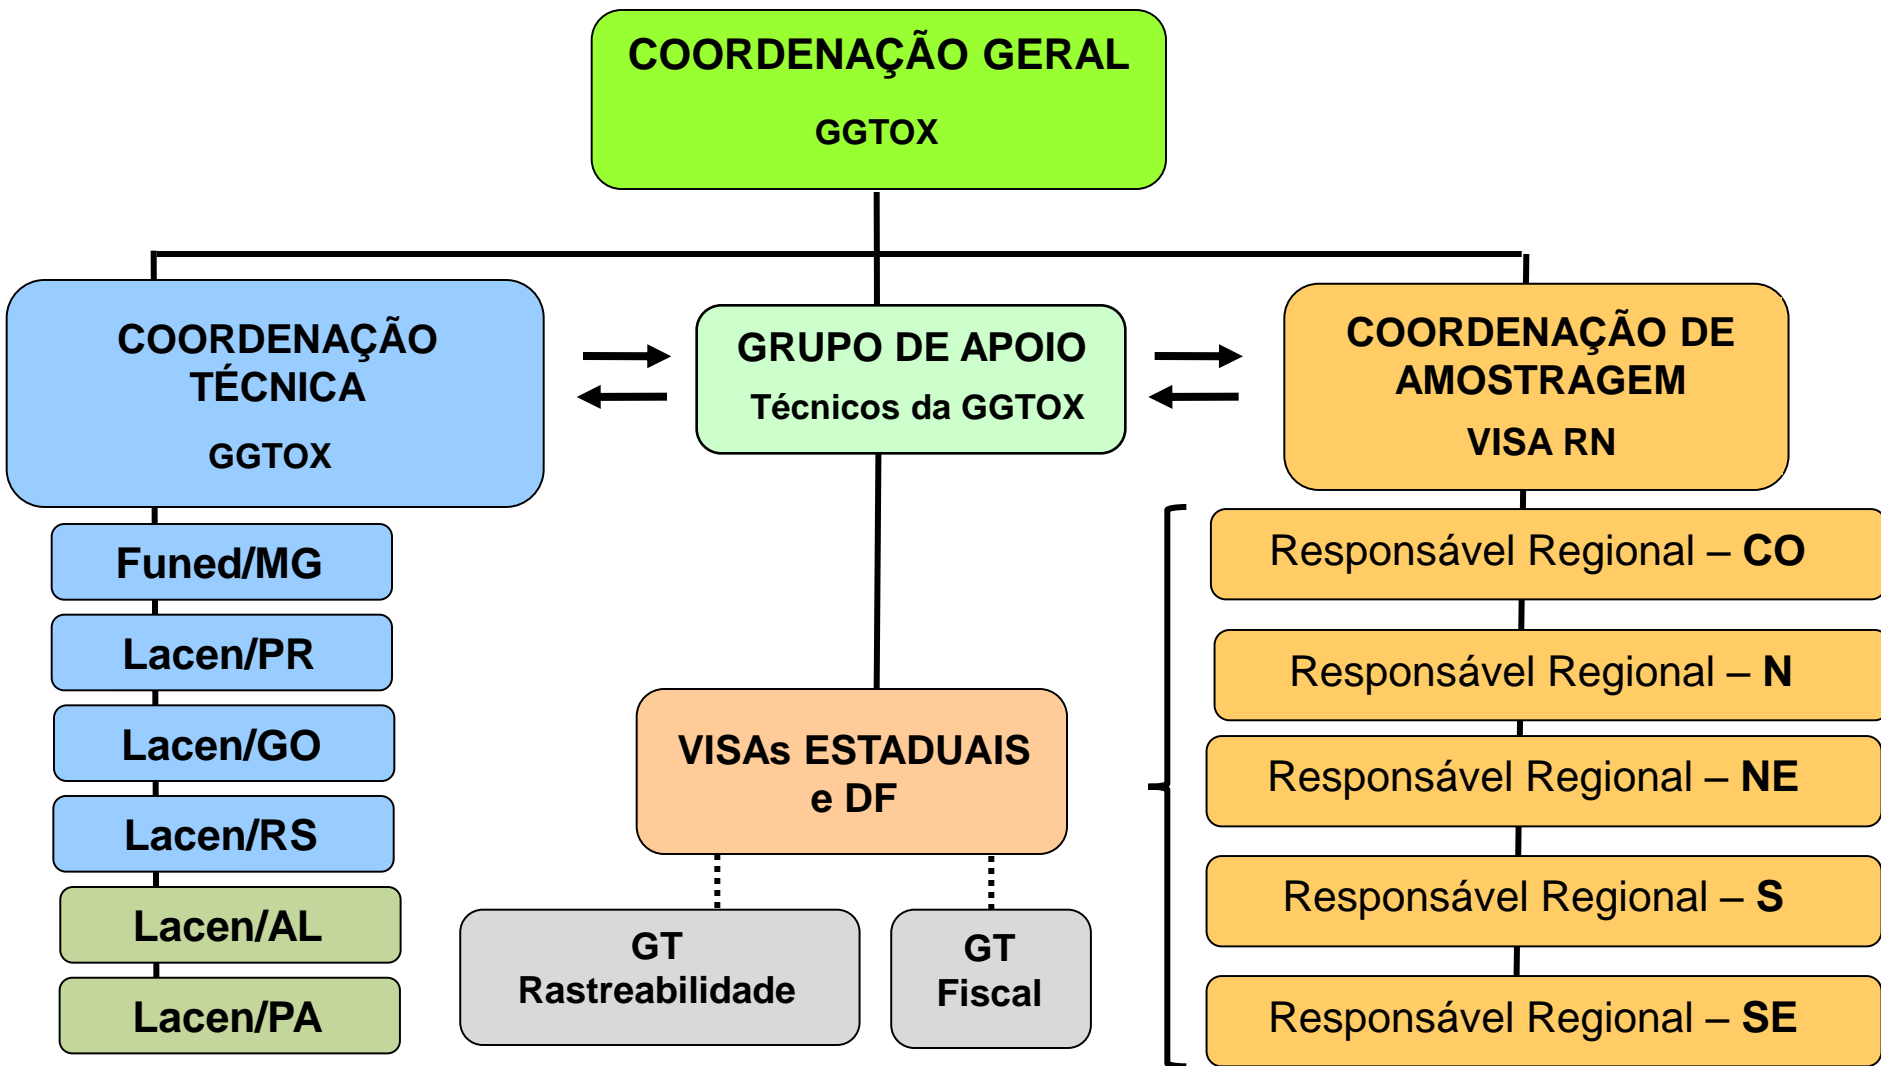 COORDENAÇÃO GERAL
GGTOX
COORDENAÇÃO
TÉCNICA
GGTOX
GRUPO DE APOIO
Técnicos da GGTOX
COORDENAÇÃO DE
AMOSTRAGEM
VISA RN
Funed/MG
Lacen/PR
Lacen/GO
Lacen/RS
Lacen/AL
Lacen/PA
VISAs ESTADUAIS
e DF
GT
Rastreabilidade
GT
Fiscal
Responsável Regional – CO
Responsável Regional – N
Responsável Regional – NE
Responsável Regional – S
Responsável Regional – SE